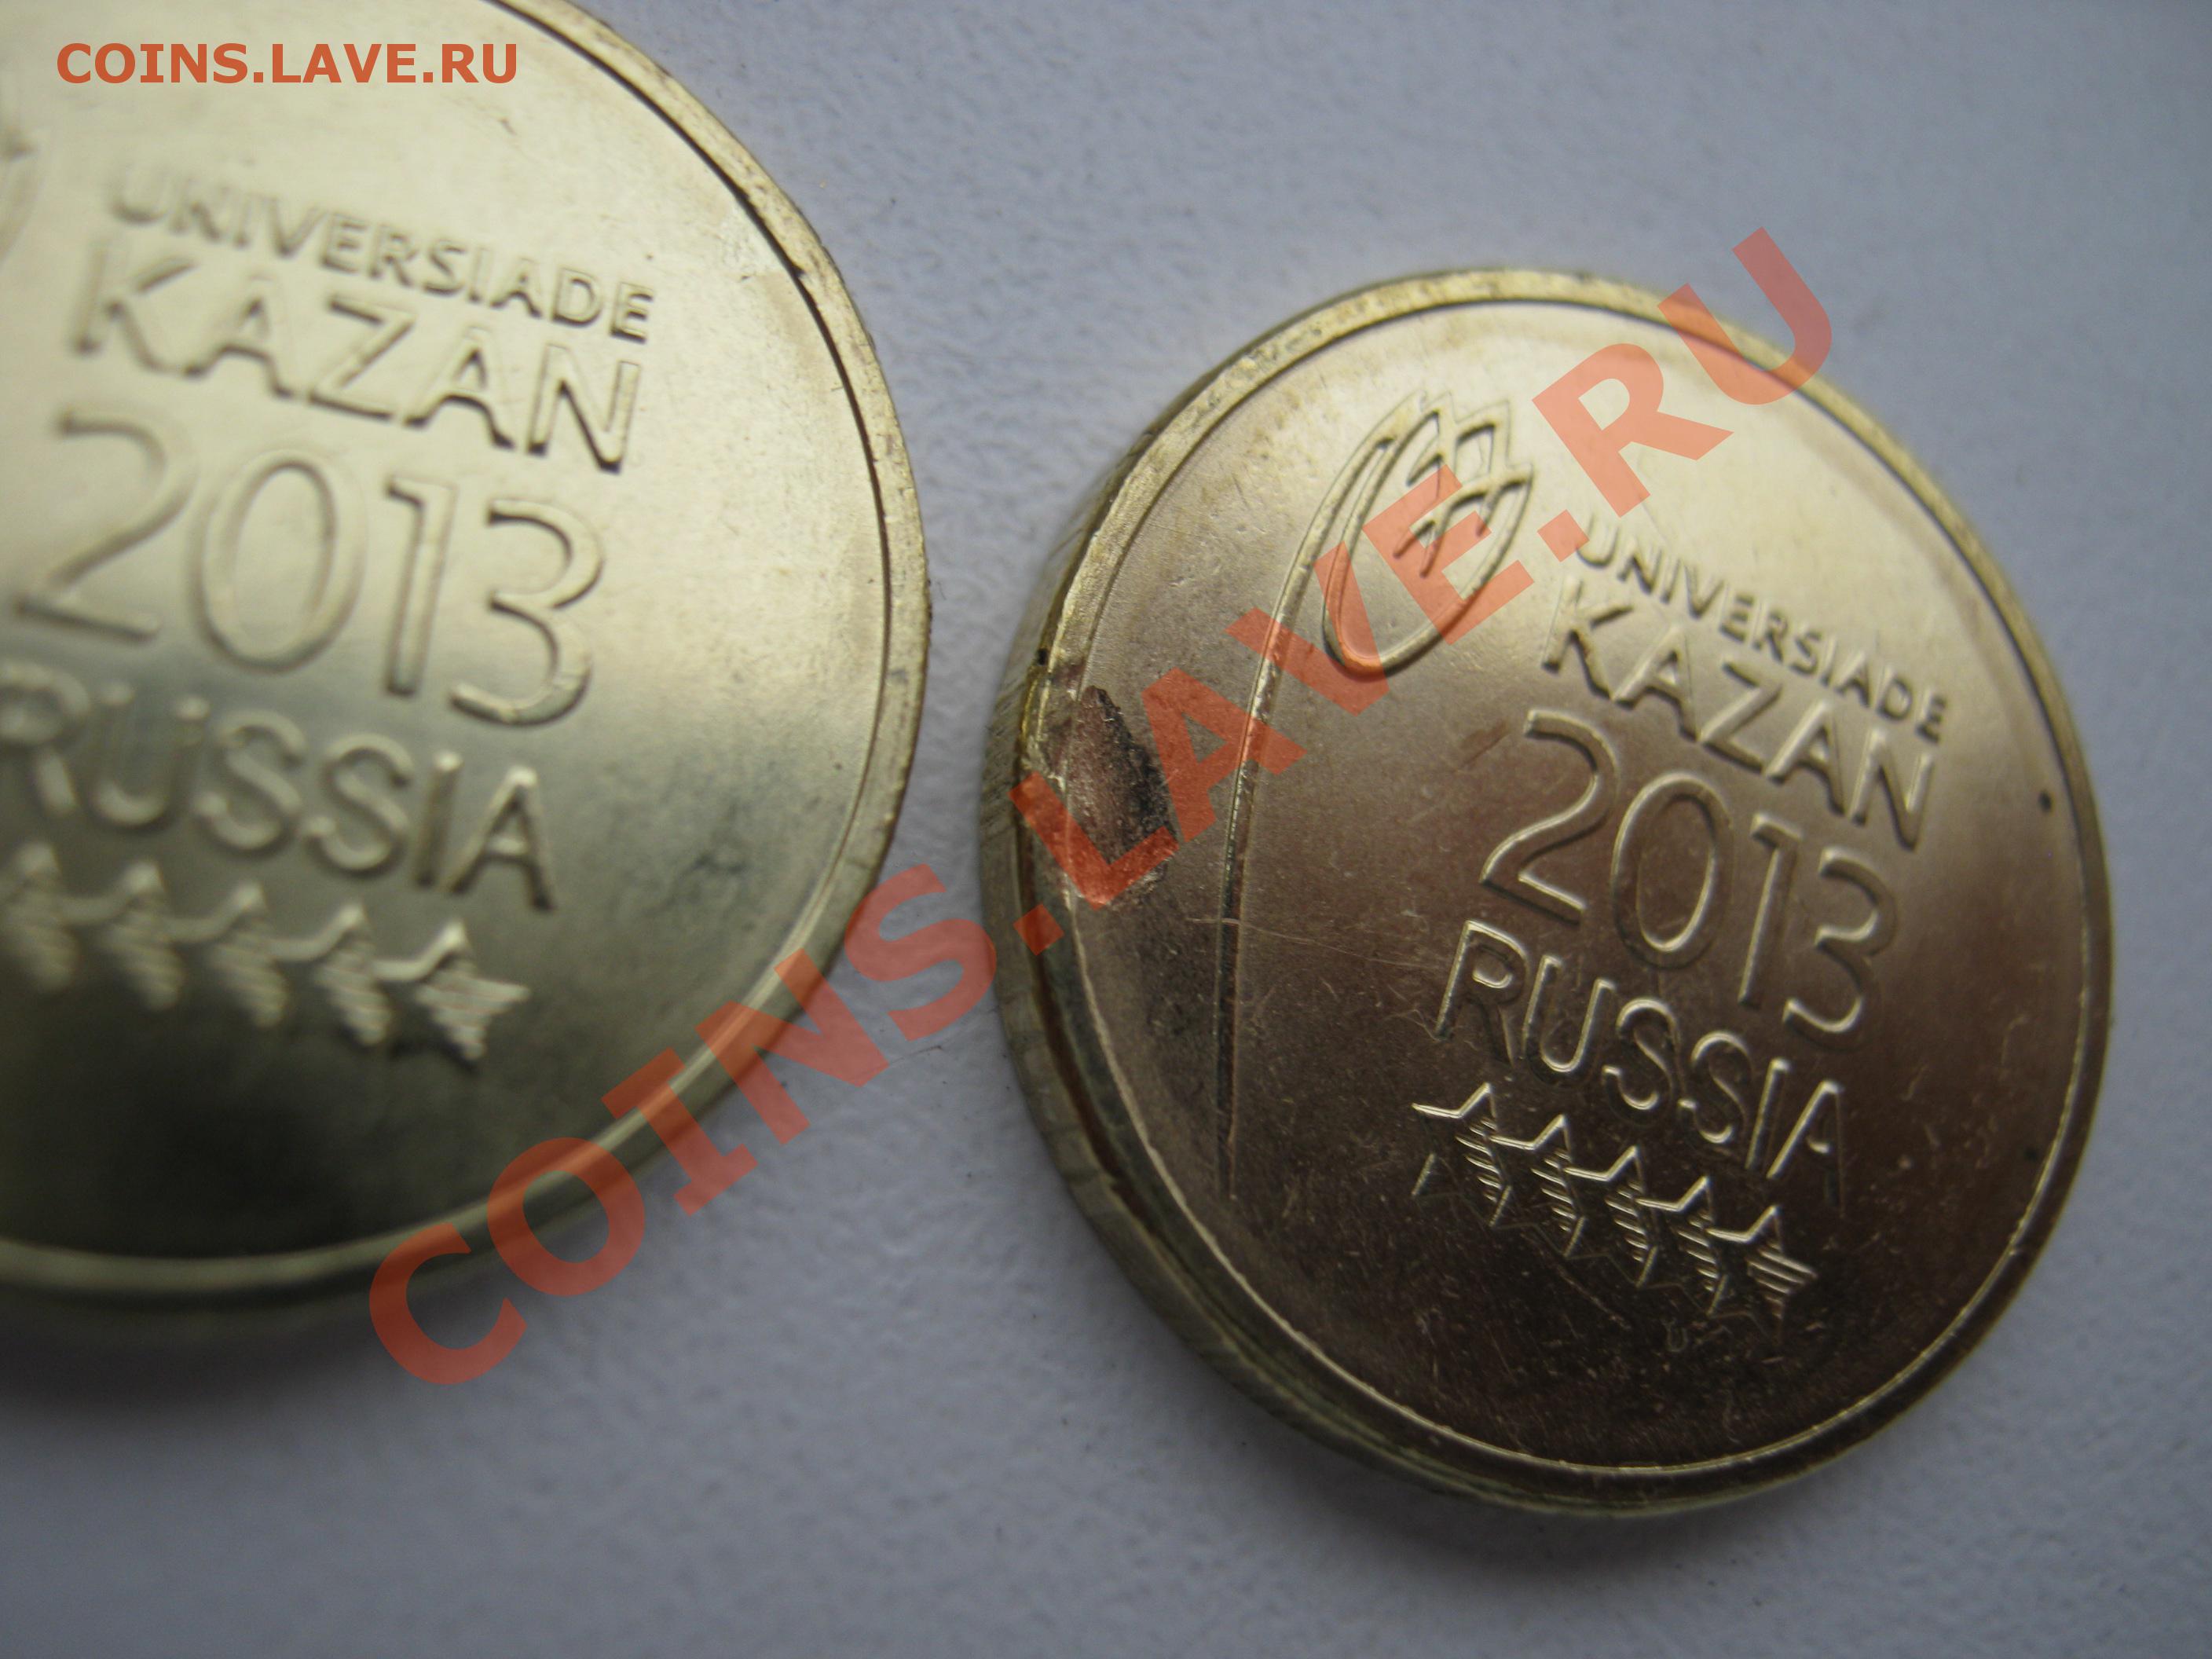 COINS.LAVE.RU
UNIVERSIADE
KAZAN
2013
RUSSIA
UNIVERSIADE
KAZAN
2013
RUSSIA
COINS.LAVE.RU